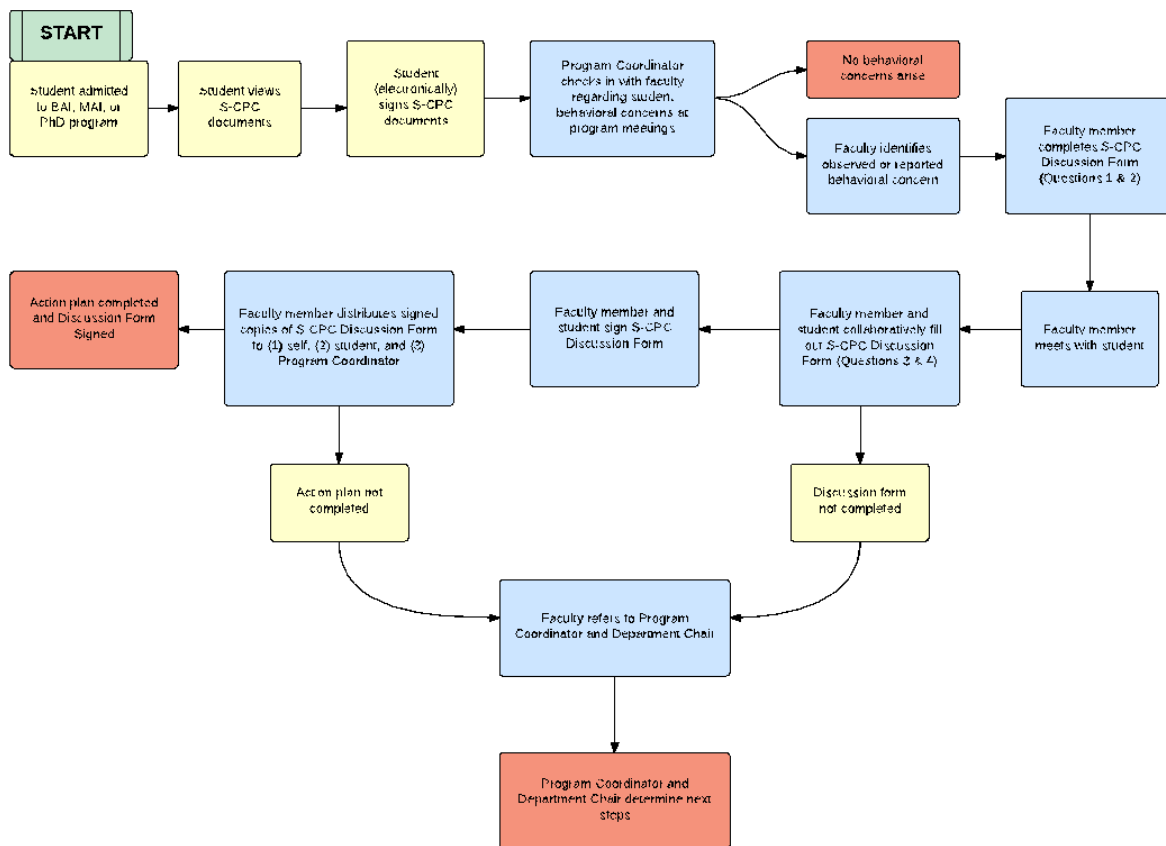 START
Student admitted
to BAI, MAI, or
PhD program
Student views
S-CPC
documents
Student
(electronically)
signs S-CPC
documents
Program Coordinator
checks in with faculty
regarding student
behavioral concerns at
program meetings
No behavioral
concerns arise
Faculty identifies
observed or reported
behavioral concern
Faculty member
completes S-CPC
Discussion Form
(Questions 1 & 2)
Action plan completed
and Discussion Form
Signed
Faculty member distributes signed
copies of S-CPC Discussion Form
to (1) self, (2) student, and (3)
Program Coordinator
Faculty member and
student sign S-CPC
Discussion Form
Faculty member and
student collaboratively fill
out S-CPC Discussion
Form (Questions 3 & 4)
Faculty member
meets with student
Action plan not
completed
Discussion form
not completed
Faculty refers to Program
Coordinator and Department Chair
Program Coordinator and
Department Chair determine next
steps